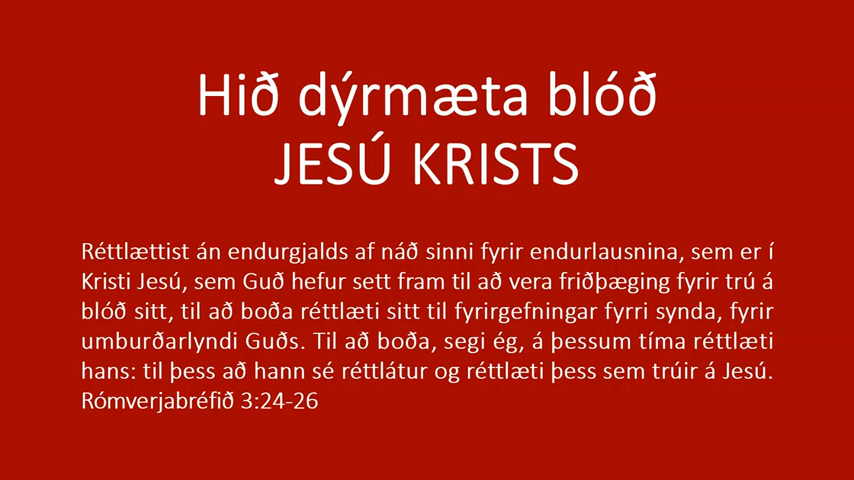 Hið dýrmæta blóð
JESÚ KRISTS
Réttlættist án endurgjalds af náð sinni fyrir endurlausnina, sem er í
Kristi Jesú, sem Guð hefur sett fram til að vera friðþæging fyrir trú á
blóð sitt, til að boða réttlæti sitt til fyrirgefningar fyrri synda, fyrir
umburðarlyndi Guðs. Til að boða, segi ég, á þessum tíma réttlæti
hans: til þess að hann sé réttlátur og réttlæti þess sem trúir á Jesú.
Rómverjabréfið 3:24-26